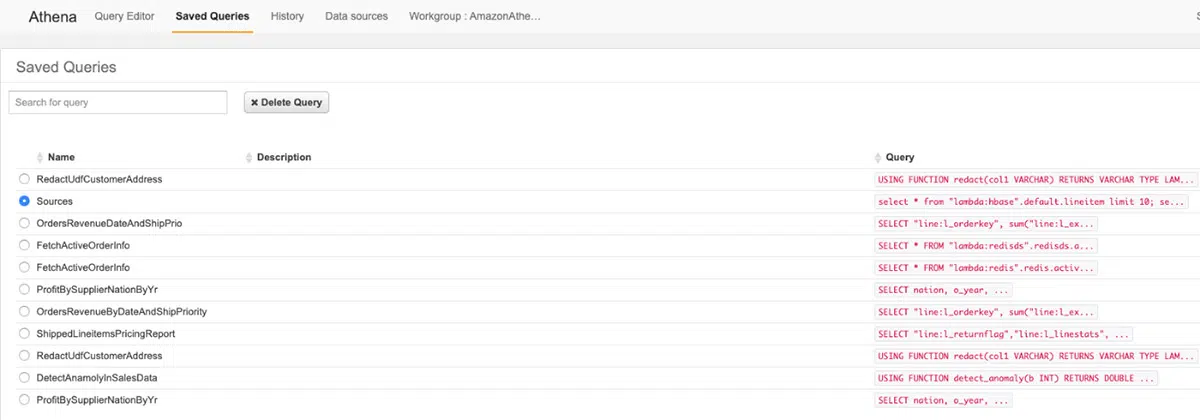 Athena Query Editor Saved Queries History Data sources Workgroup : AmazonAthe…
Saved Queries
Search for query ✖ Delete Query
Name Description Query
RedactUdfCustomerAddress USING FUNCTION redact(col1 VARCHAR) RETURNS VARCHAR TYPE LAM...
Sources select * from "lambda:hbase".default.lineitem limit 10; se...
OrdersRevenueDateAndShipPrio SELECT "line:l_orderkey", sum("line:l_ex...
FetchActiveOrderInfo SELECT * FROM "lambda:redisds".redisds.a...
FetchActiveOrderInfo SELECT * FROM "lambda:redis".redis.activ...
ProfitBySupplierNationByYr SELECT nation, o_year, ...
OrdersRevenueByDateAndShipPriority SELECT "line:l_orderkey", sum("line:l_ex...
ShippedLineitemsPricingReport SELECT "line:l_returnflag","line:l_linestats", ...
RedactUdfCustomerAddress USING FUNCTION redact(col1 VARCHAR) RETURNS VARCHAR TYPE LAM...
DetectAnamolyInSalesData USING FUNCTION detect_anomaly(b INT) RETURNS DOUBLE ...
ProfitBySupplierNationByYr SELECT nation, o_year, ...